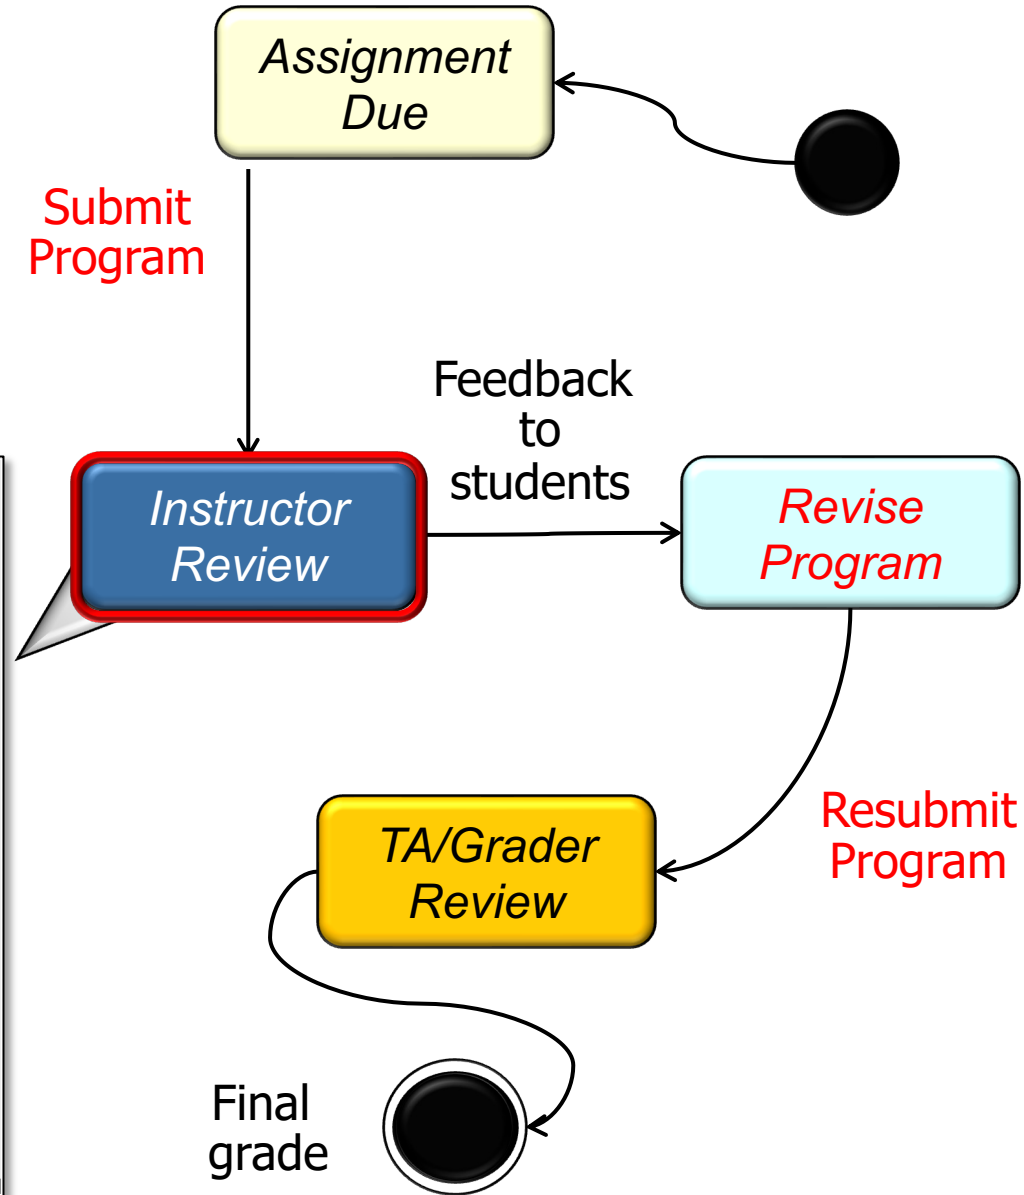 Assignment
Due
Submit
Program
Feedback
to
students
Instructor
Review
Revise
Program
TA/Grader
Review
Resubmit
Program
Final
grade